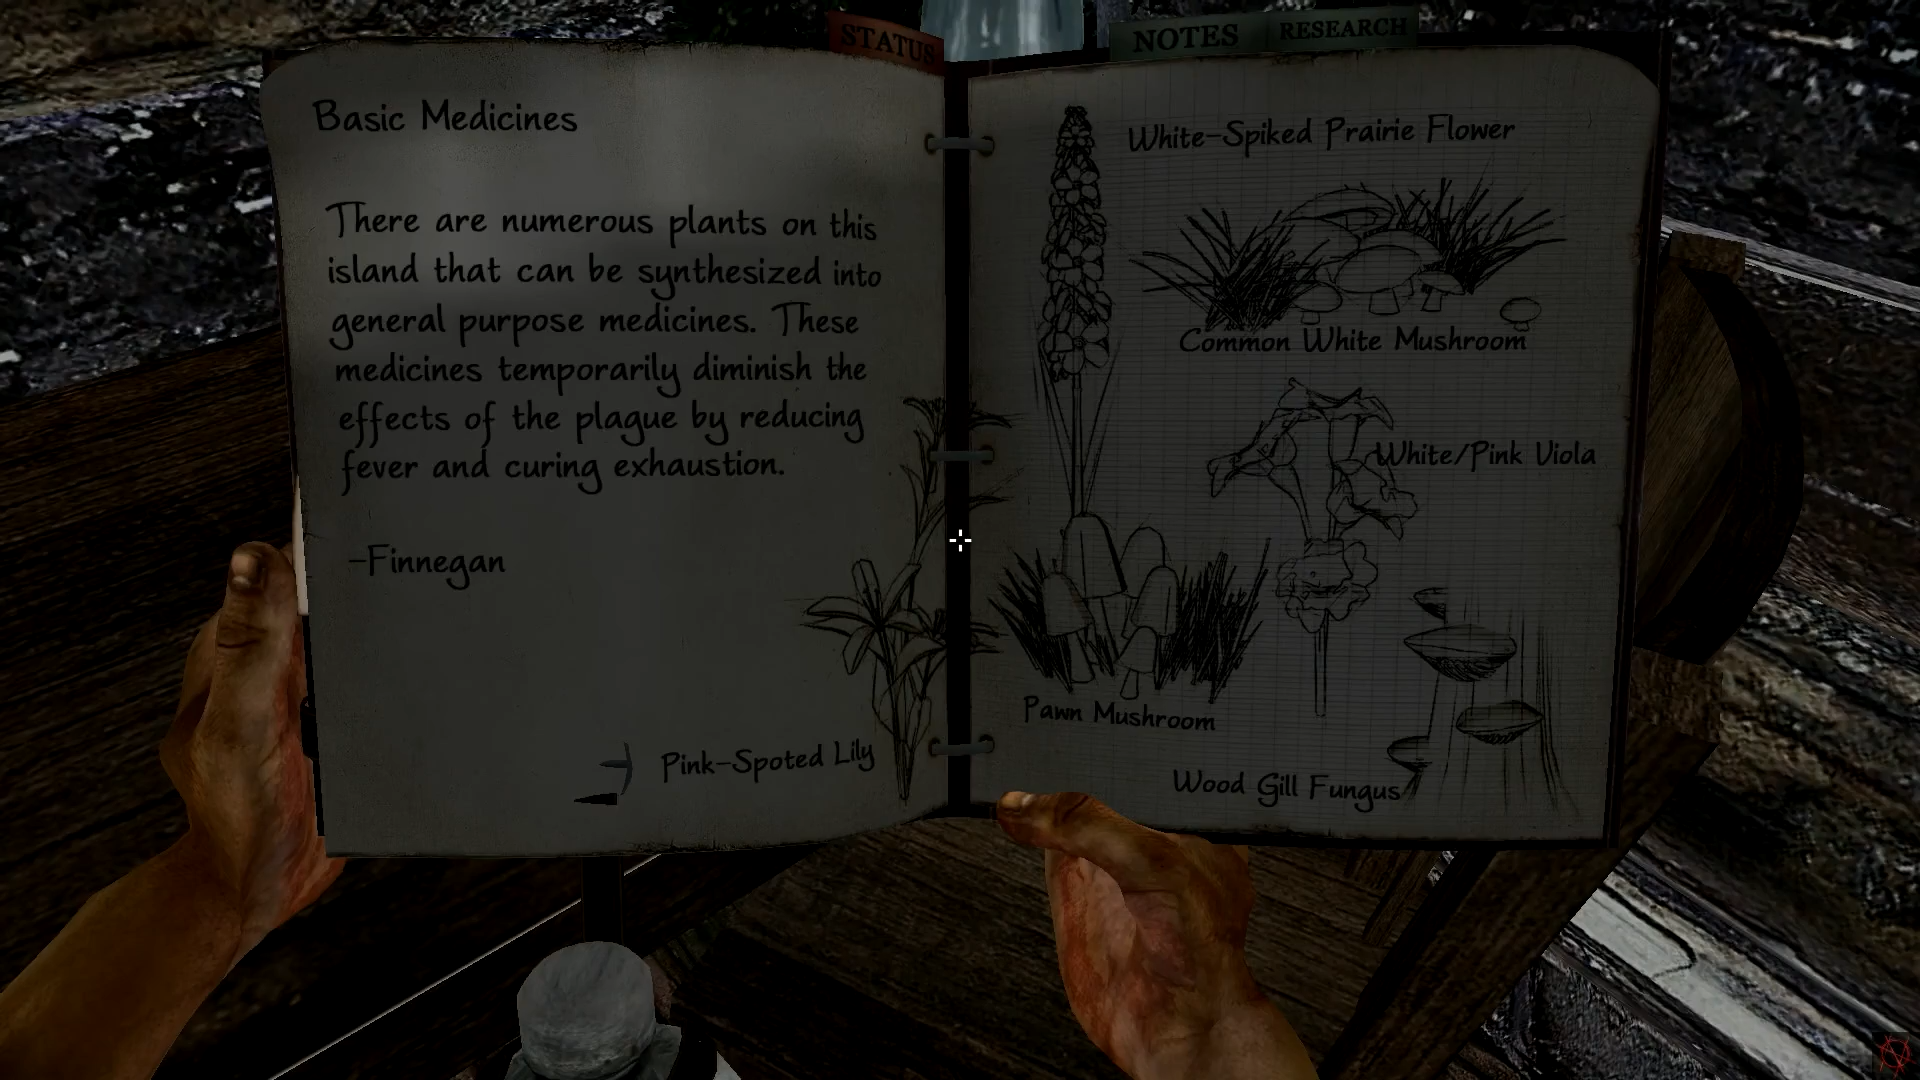 STATUS
NOTES
RESEARCH
Basic Medicines
There are numerous plants on this
island that can be synthesized into
general purpose medicines. These
medicines temporarily diminish the
effects of the plague by reducing
fever and curing exhaustion.
-Finnegan
Pink-Spoted Lily
White-Spiked Prairie Flower
Common White Mushroom
White/Pink Viola
Pawn Mushroom
Wood Gill Fungus